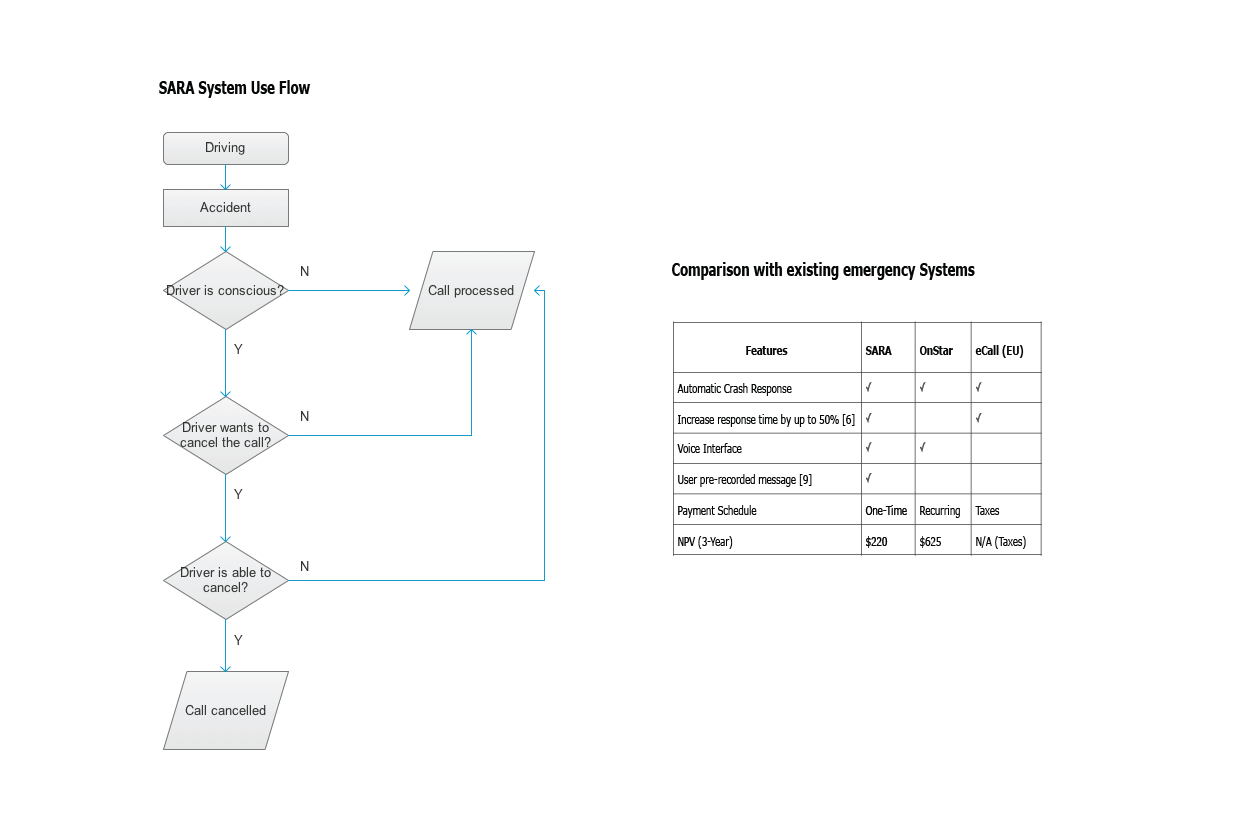 SARA System Use Flow
Driving
Accident
Driver is conscious?
N
Call processed
Y
Driver wants to
cancel the call?
N
Y
Driver is able to
cancel?
N
Y
Call cancelled
Comparison with existing emergency Systems
Features SARA OnStar eCall (EU)
Automatic Crash Response √ √ √
Increase response time by up to 50% [6] √ √
Voice Interface √ √
User pre-recorded message [9] √
Payment Schedule One-Time Recurring Taxes
NPV (3-Year) $220 $625 N/A (Taxes)